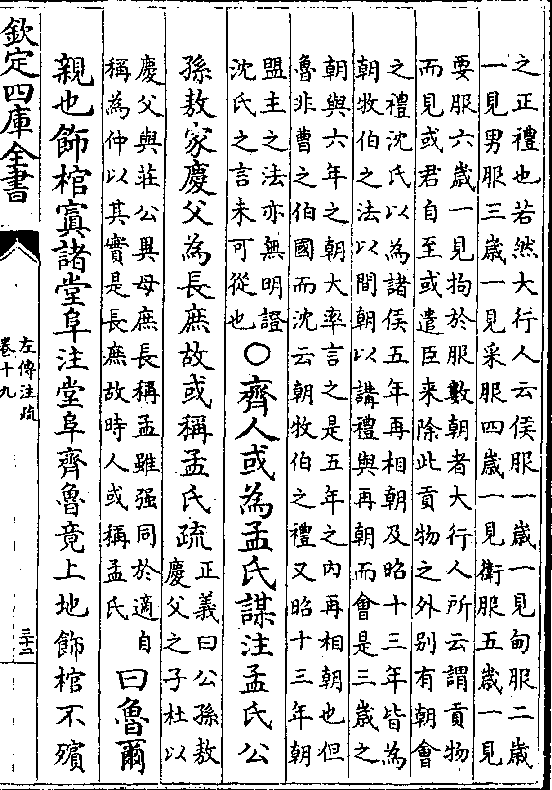 之正禮也若然大行人云侯服一歲一見甸服二歲
一見男服三歲一見采服四歲一見衛服五歲一見
要服六歲一見拘於服數朝者大行人所云謂貢物
而見或君自至或遣臣來除此貢物之外別有朝會
之禮沈氏以為諸侯五年再相朝及昭十三年皆為
朝牧伯之法以間朝以講禮與再朝而會是三歲之
朝與六年之朝大率言之是五年之内再相朝也但
魯非曹之伯國而沈云朝牧伯之禮又昭十三年朝
盟主之法亦無明證
沈氏之言未可從也
○齊人或為孟氏謀注孟氏公
孫敖家慶父為長庶故或稱孟氏疏
正義曰公孫敖
慶父之子杜以
慶父與莊公異母庶長稱孟雖强同於適自
稱為仲以其實是長庶故時人或稱孟氏
曰魯爾
親也飾棺寘諸堂阜注堂阜齊魯竟上地飾棺不殯
欽定四庫全書
左傳注疏
卷十九
三十二